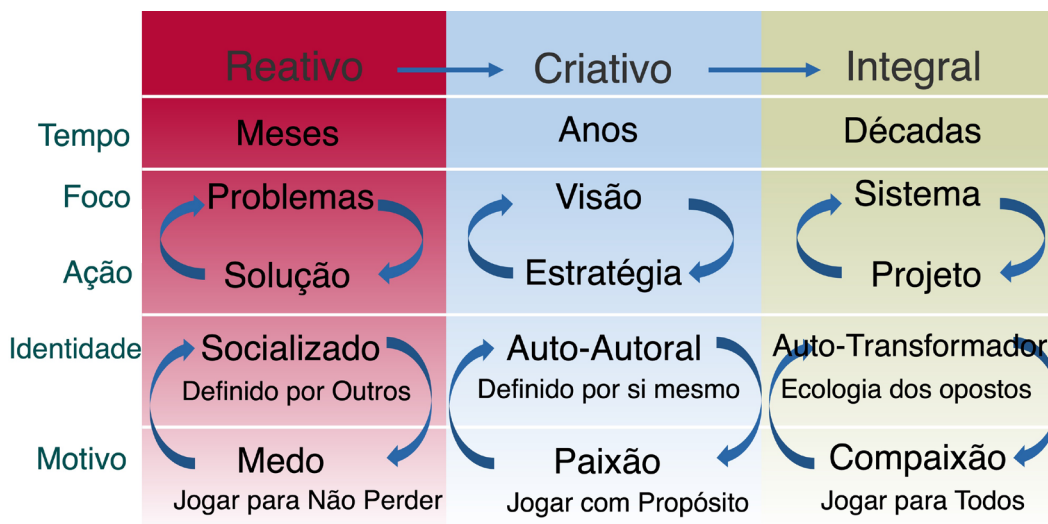 Reativo Criativo Integral
Tempo Meses Anos Décadas
Foco Problemas Visão Sistema
Ação Solução Estratégia Projeto
Identidade Socializado Auto-Autoral Auto-Transformador
Definido por Outros Definido por si mesmo Ecologia dos opostos
Motivo Medo Paixão Compaixão
Jogar para Não Perder Jogar com Propósito Jogar para Todos